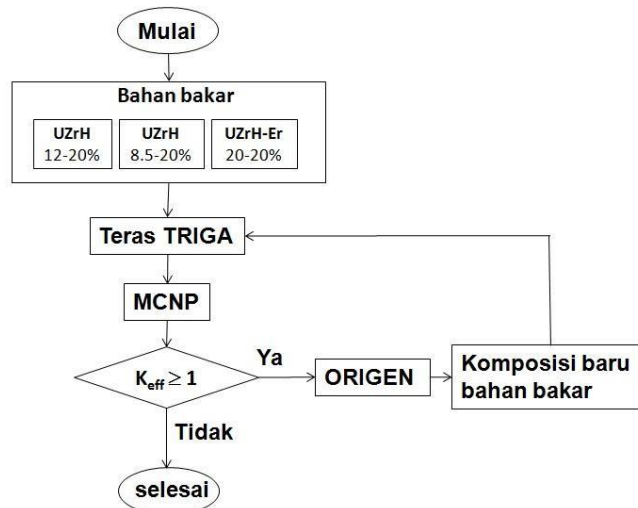 Mulai
Bahan bakar
UZrH
12-20%
UZrH
8.5-20%
UZrH-Er
20-20%
Teras TRIGA
MCNP
Keff ≥ 1
Ya
ORIGEN
Komposisi baru
bahan bakar
Tidak
selesai